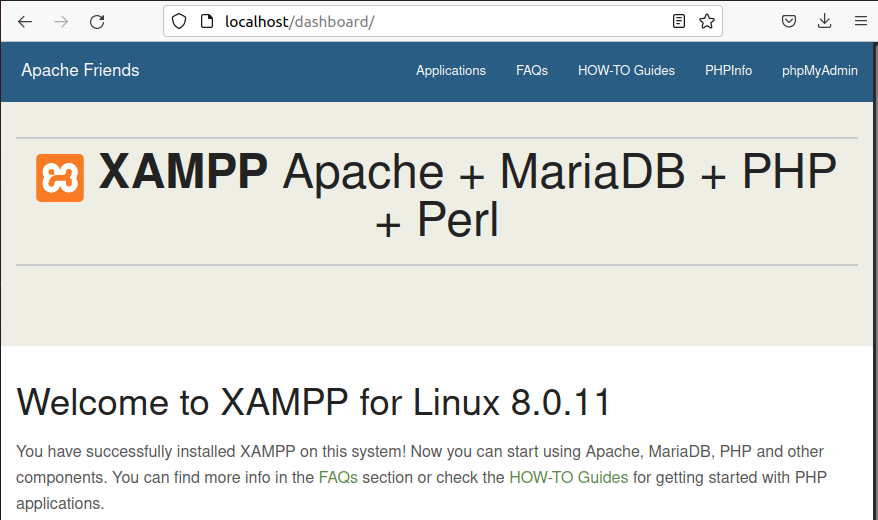 localhost/dashboard/
Apache Friends Applications FAQs HOW-TO Guides PHPInfo phpMyAdmin
XAMPP Apache + MariaDB + PHP
+ Perl
Welcome to XAMPP for Linux 8.0.11
You have successfully installed XAMPP on this system! Now you can start using Apache, MariaDB, PHP and other
components. You can find more info in the FAQs section or check the HOW-TO Guides for getting started with PHP
applications.